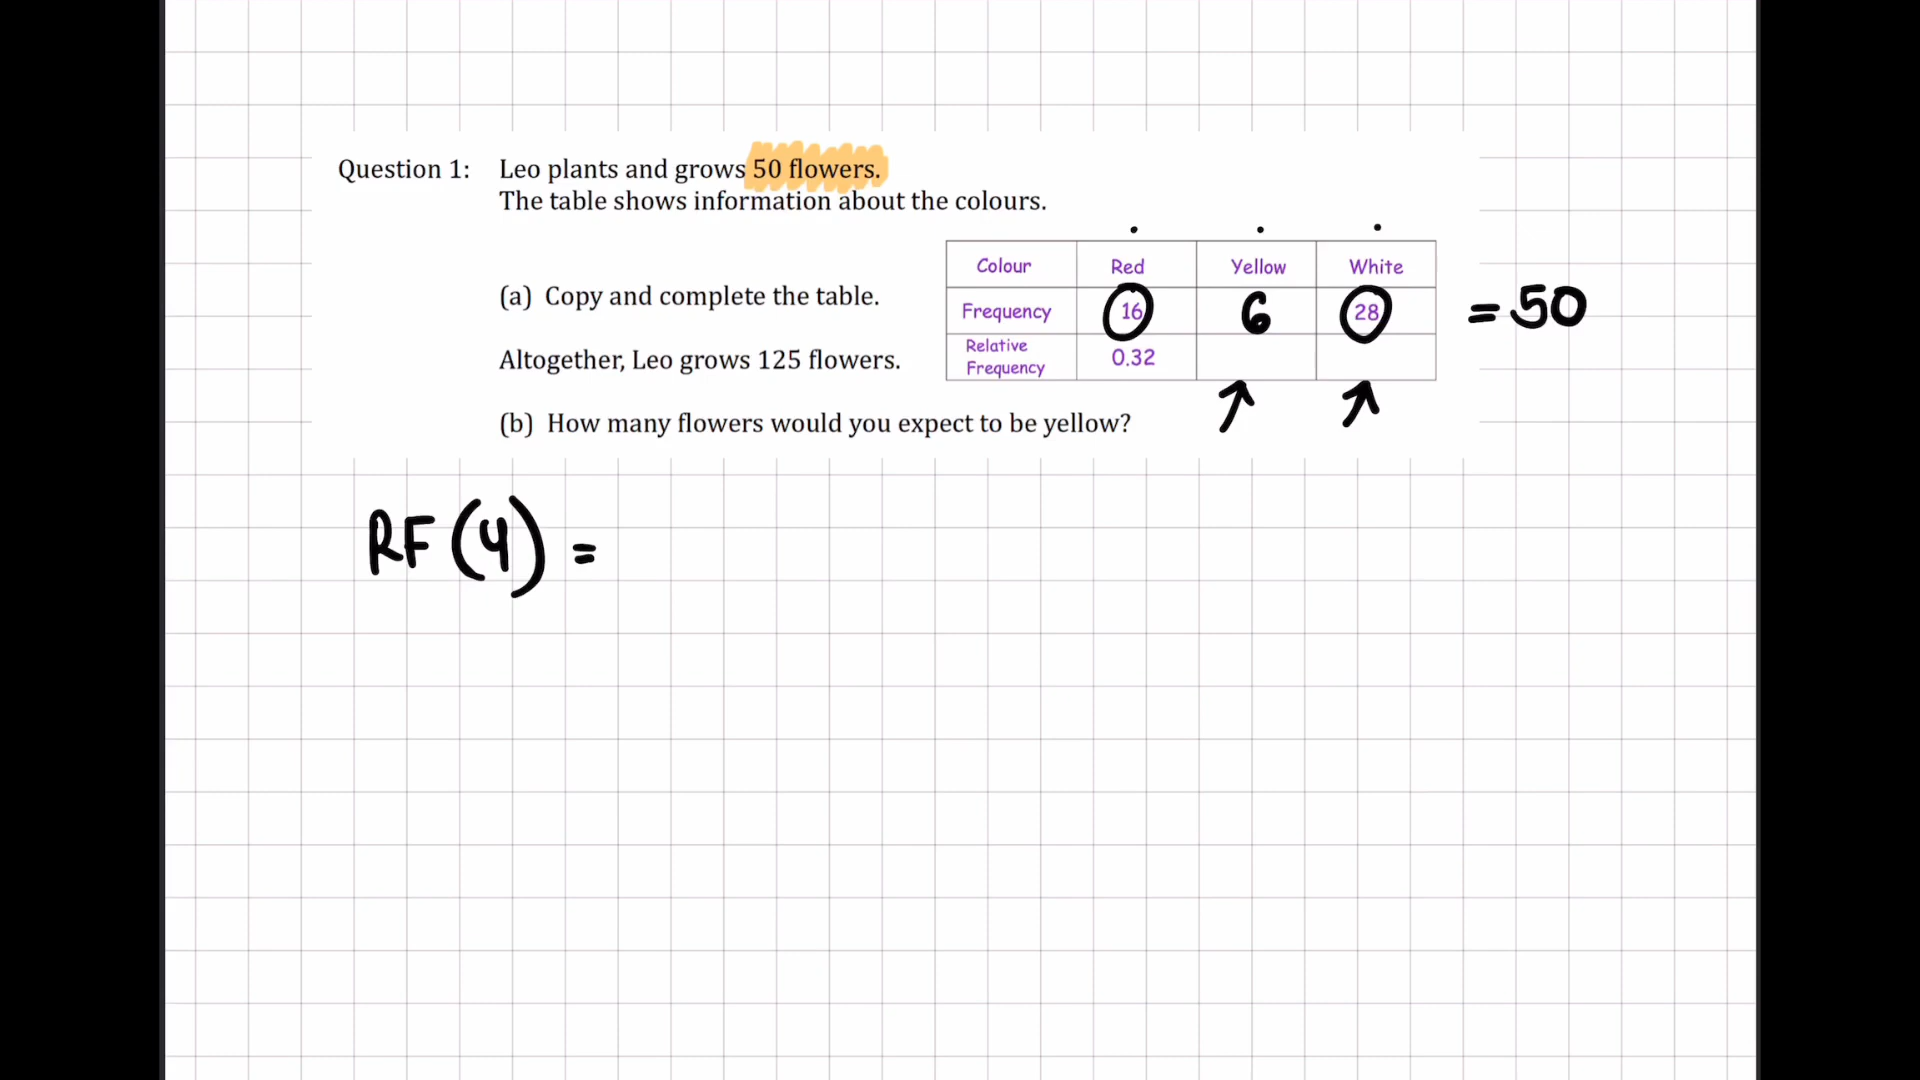 Question 1: Leo plants and grows 50 flowers.
The table shows information about the colours.
Colour Red Yellow White
(a) Copy and complete the table.
Frequency 16 6 28 = 50
Altogether, Leo grows 125 flowers.
Relative Frequency 0.32
(b) How many flowers would you expect to be yellow?
RF (Y) =